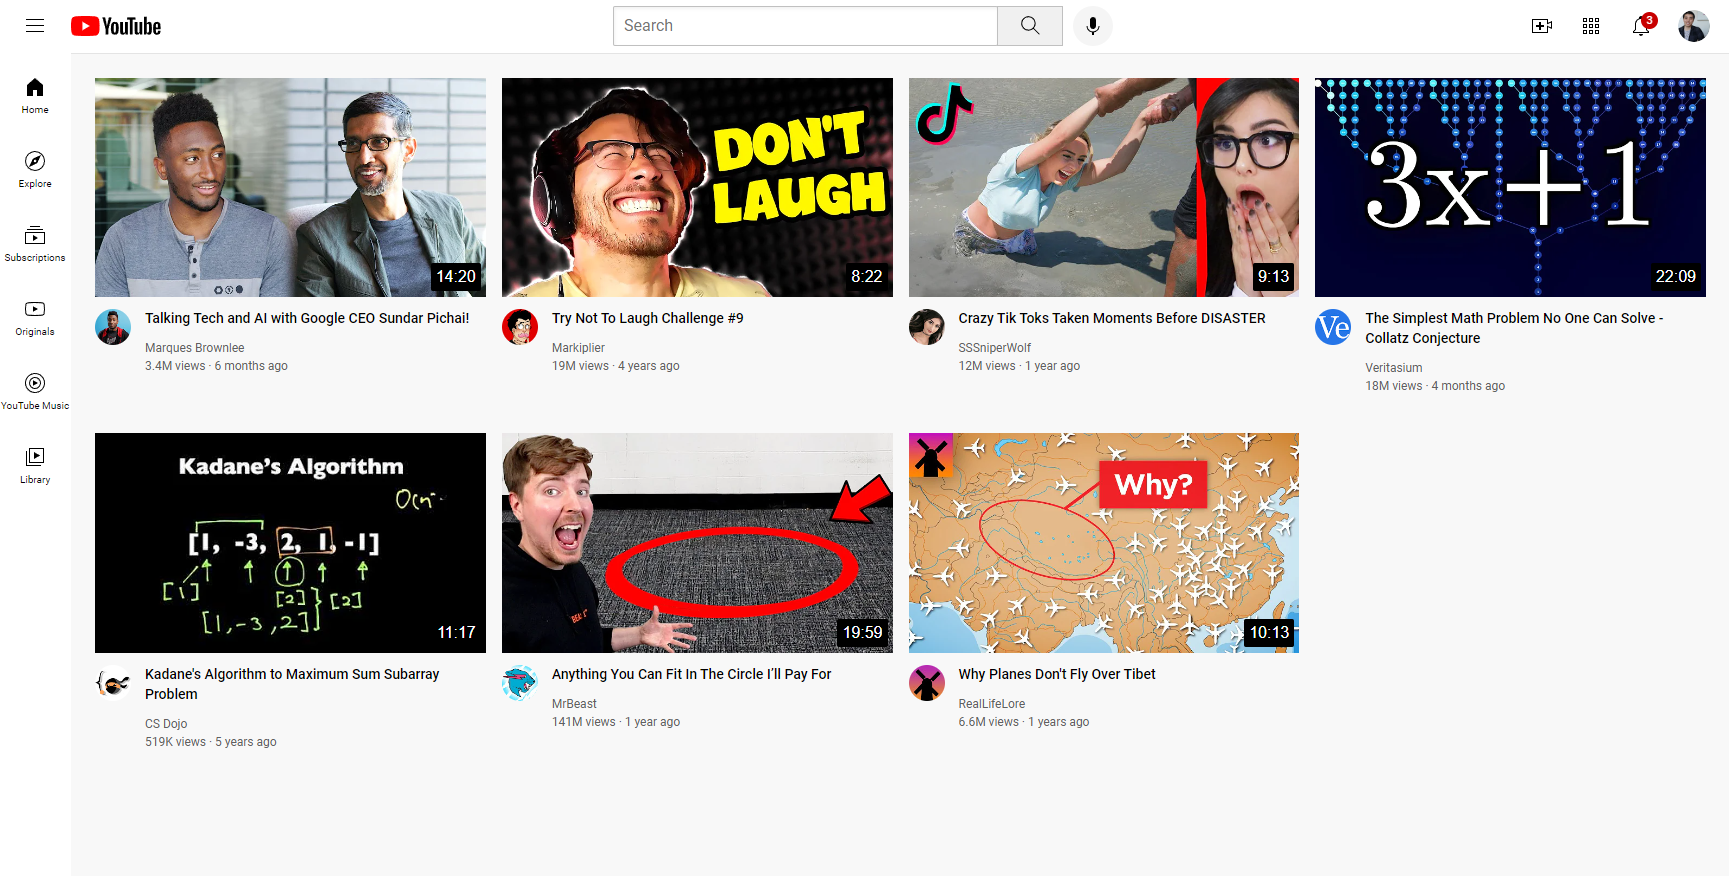 YouTube
Search
3
Home
Explore
Subscriptions
Originals
YouTube Music
Library
14:20
Talking Tech and AI with Google CEO Sundar Pichai!
Marques Brownlee
3.4M views · 6 months ago
DON'T
LAUGH
8:22
Try Not To Laugh Challenge #9
Markiplier
19M views · 4 years ago
9:13
Crazy Tik Toks Taken Moments Before DISASTER
SSSniperWolf
12M views · 1 year ago
3x+1
22:09
Ve
The Simplest Math Problem No One Can Solve -
Collatz Conjecture
Veritasium
18M views · 4 months ago
Kadane's Algorithm
[1, -3, 2, 1, -1]
[1]
[2]
[2]
[1, -3, 2]
11:17
Kadane's Algorithm to Maximum Sum Subarray
Problem
CS Dojo
519K views · 5 years ago
19:59
Anything You Can Fit In The Circle I’ll Pay For
MrBeast
141M views · 1 year ago
Why?
10:13
Why Planes Don't Fly Over Tibet
RealLifeLore
6.6M views · 1 years ago